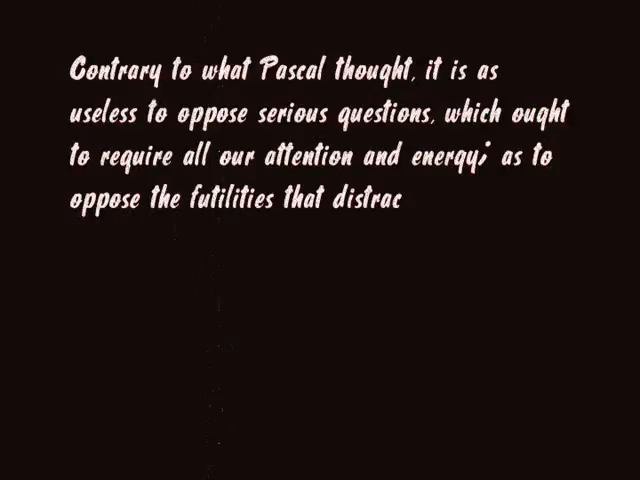 Contrary to what Pascal thought, it is as
useless to oppose serious questions, which ought
to require all our attention and energy; as to
oppose the futilities that distrac